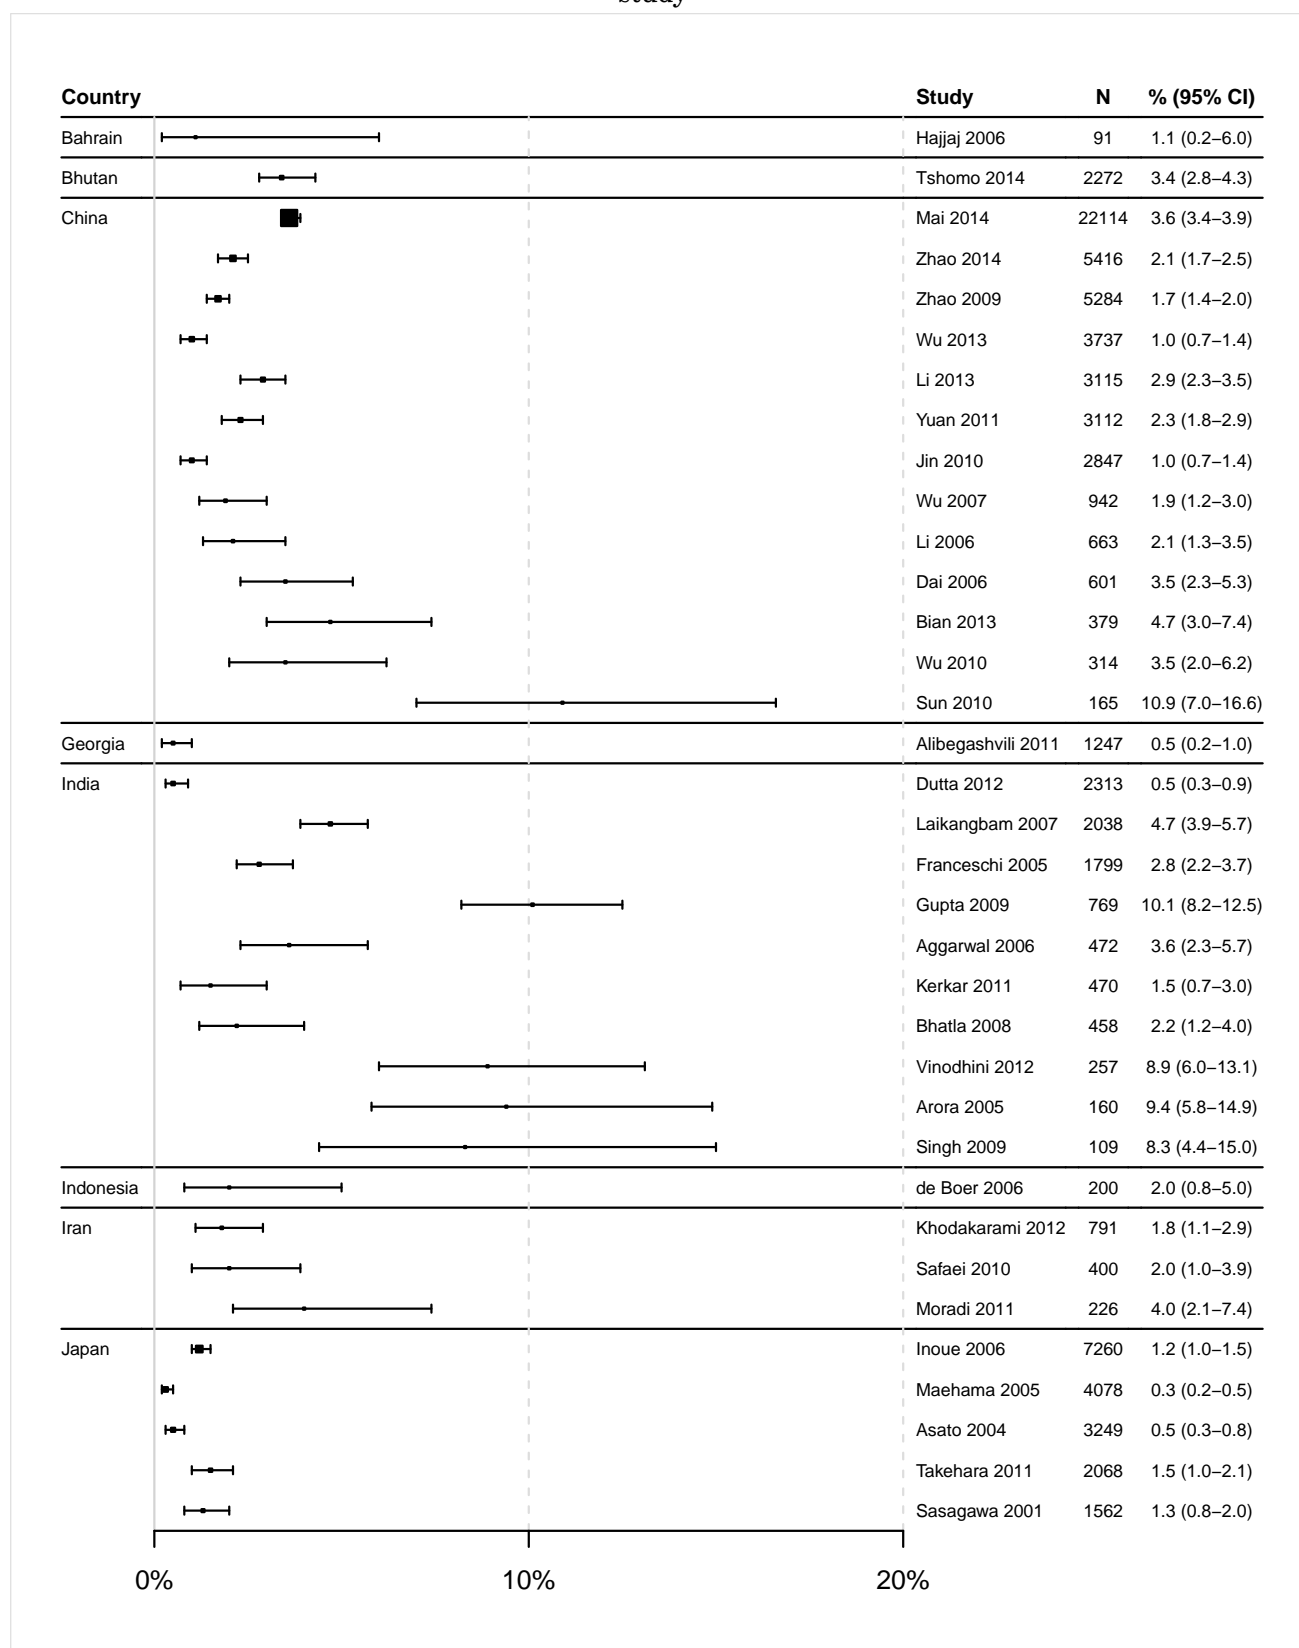 study
Country Study N % (95% CI)
Bahrain Hajjaj 2006 91 1.1 (0.2–6.0)
Bhutan Tshomo 2014 2272 3.4 (2.8–4.3)
China Mai 2014 22114 3.6 (3.4–3.9)
Zhao 2014 5416 2.1 (1.7–2.5)
Zhao 2009 5284 1.7 (1.4–2.0)
Wu 2013 3737 1.0 (0.7–1.4)
Li 2013 3115 2.9 (2.3–3.5)
Yuan 2011 3112 2.3 (1.8–2.9)
Jin 2010 2847 1.0 (0.7–1.4)
Wu 2007 942 1.9 (1.2–3.0)
Li 2006 663 2.1 (1.3–3.5)
Dai 2006 601 3.5 (2.3–5.3)
Bian 2013 379 4.7 (3.0–7.4)
Wu 2010 314 3.5 (2.0–6.2)
Sun 2010 165 10.9 (7.0–16.6)
Georgia Alibegashvili 2011 1247 0.5 (0.2–1.0)
India Dutta 2012 2313 0.5 (0.3–0.9)
Laikangbam 2007 2038 4.7 (3.9–5.7)
Franceschi 2005 1799 2.8 (2.2–3.7)
Gupta 2009 769 10.1 (8.2–12.5)
Aggarwal 2006 472 3.6 (2.3–5.7)
Kerkar 2011 470 1.5 (0.7–3.0)
Bhatla 2008 458 2.2 (1.2–4.0)
Vinodhini 2012 257 8.9 (6.0–13.1)
Arora 2005 160 9.4 (5.8–14.9)
Singh 2009 109 8.3 (4.4–15.0)
Indonesia de Boer 2006 200 2.0 (0.8–5.0)
Iran Khodakarami 2012 791 1.8 (1.1–2.9)
Safaei 2010 400 2.0 (1.0–3.9)
Moradi 2011 226 4.0 (2.1–7.4)
Japan Inoue 2006 7260 1.2 (1.0–1.5)
Maehama 2005 4078 0.3 (0.2–0.5)
Asato 2004 3249 0.5 (0.3–0.8)
Takehara 2011 2068 1.5 (1.0–2.1)
Sasagawa 2001 1562 1.3 (0.8–2.0)
0% 10% 20%